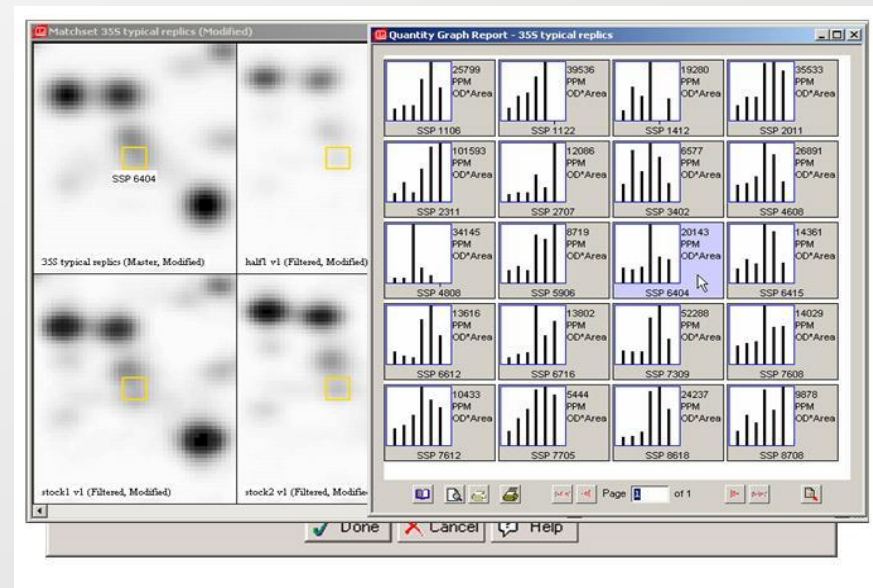 Matchset 35S typical replics (Modified)
SSP 6404
35S typical replics (Master, Modified)
half1 v1 (Filtered, Modified)
stock1 v1 (Filtered, Modified)
stock2 v1 (Filtered, Modifie
Quantity Graph Report - 35S typical replics
25799
PPM
OD*Area
SSP 1106
39536
PPM
OD*Area
SSP 1122
19280
PPM
OD*Area
SSP 1412
35533
PPM
OD*Area
SSP 2011
101593
PPM
OD*Area
SSP 2311
12086
PPM
OD*Area
SSP 2707
6577
PPM
OD*Area
SSP 3402
26891
PPM
OD*Area
SSP 4608
34145
PPM
OD*Area
SSP 4808
8719
PPM
OD*Area
SSP 5906
20143
PPM
OD*Area
SSP 6404
14361
PPM
OD*Area
SSP 6415
13616
PPM
OD*Area
SSP 6612
13802
PPM
OD*Area
SSP 6716
52288
PPM
OD*Area
SSP 7309
14029
PPM
OD*Area
SSP 7608
10433
PPM
OD*Area
SSP 7612
5444
PPM
OD*Area
SSP 7705
24237
PPM
OD*Area
SSP 8618
9878
PPM
OD*Area
SSP 8708
Page 1 of 1
Done Cancel Help